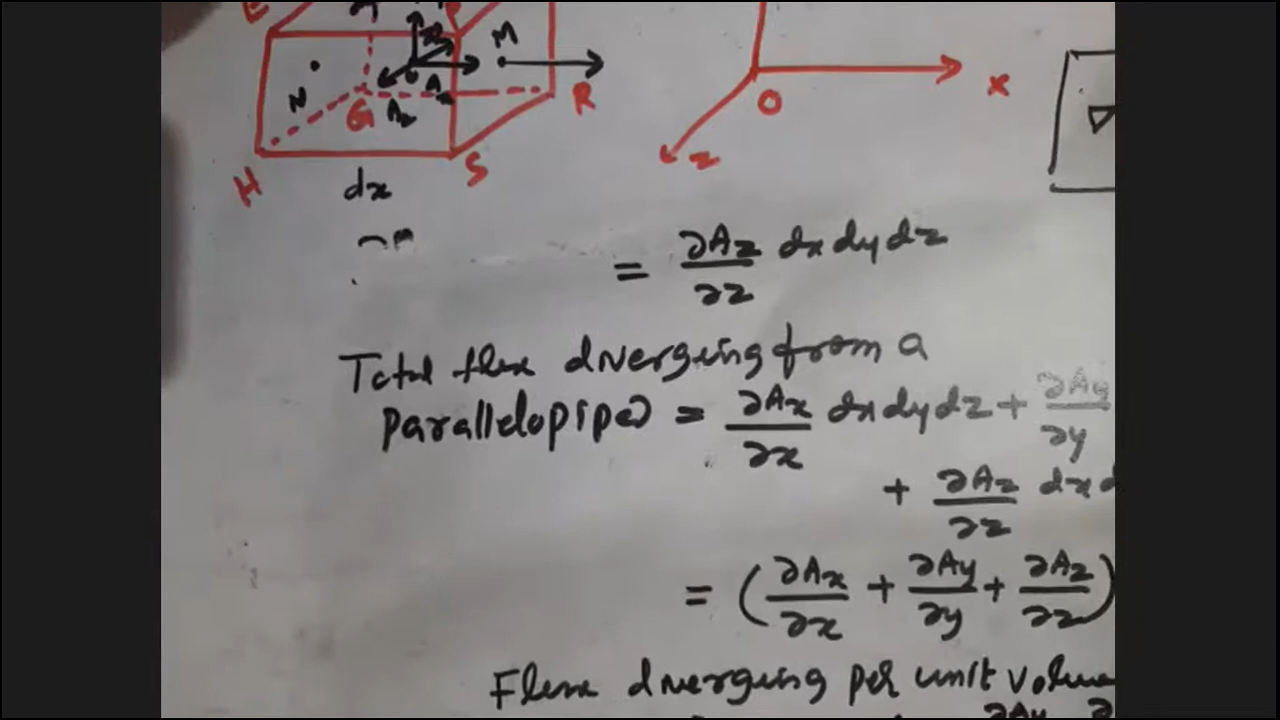 M
N
A
A₂
G
R
H
S
dx
O
x
z
= ∂Az/∂z dx dy dz
Total flux diverging from a
parallelopiped = ∂Ax/∂x dx dy dz + ∂Ay/∂y
+ ∂Az/∂z dx d
= (∂Ax/∂x + ∂Ay/∂y + ∂Az/∂z)
Flux diverging per unit volume